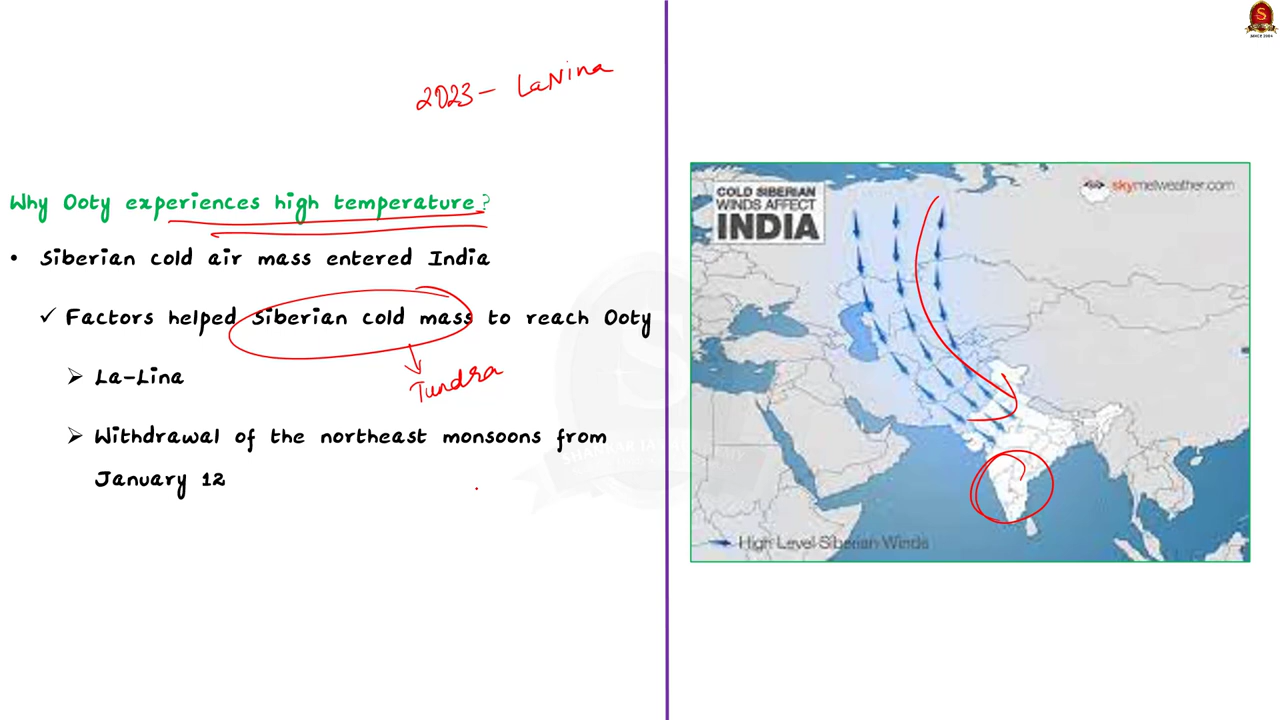 2023 - LaNina
Why Ooty experiences high temperature?
• Siberian cold air mass entered India
✓ Factors helped Siberian cold mass to reach Ooty
Tundra
➤ La-Lina
➤ Withdrawal of the northeast monsoons from
January 12
COLD SIBERIAN
WINDS AFFECT
INDIA
skymetweather.com
High Level Siberian Winds
S
SINCE 2004